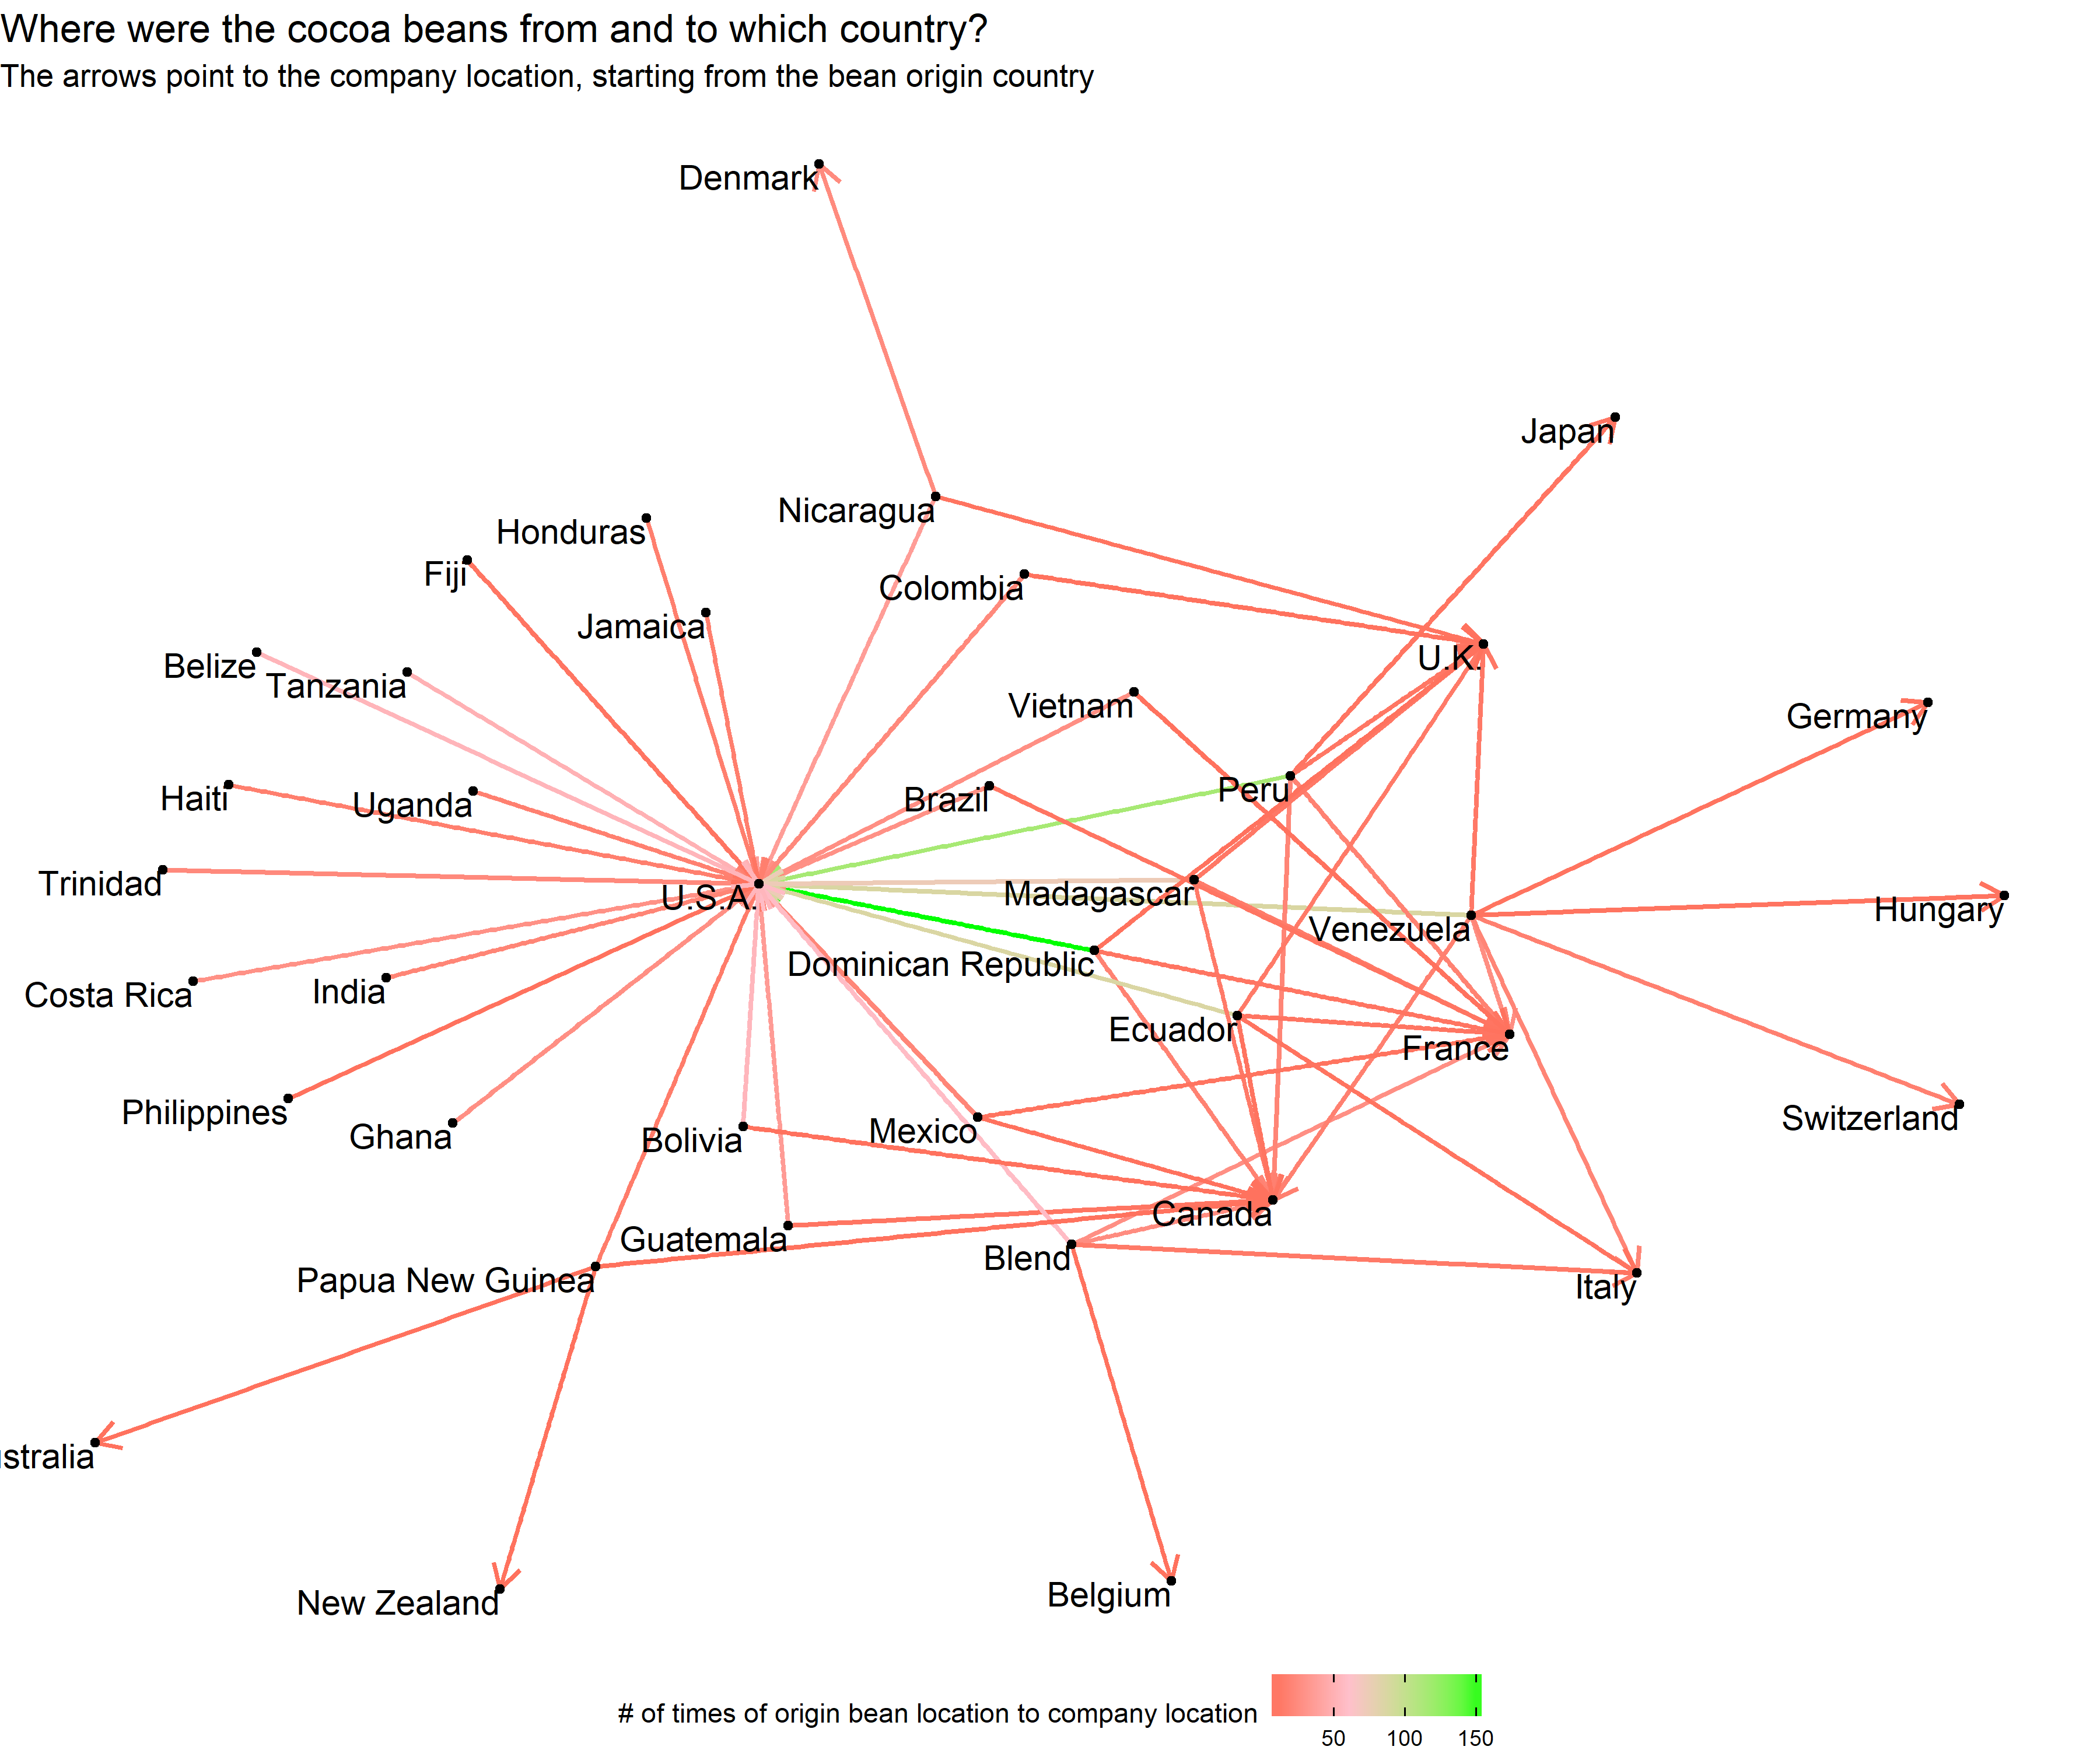 Where were the cocoa beans from and to which country?
The arrows point to the company location, starting from the bean origin country
Denmark
Japan
Nicaragua
Honduras
Fiji
Colombia
Jamaica
U.K.
Belize
Tanzania
Vietnam
Germany
Haiti
Uganda
Brazil
Peru
Trinidad
U.S.A.
Madagascar
Hungary
Venezuela
Dominican Republic
Costa Rica
India
Ecuador
France
Philippines
Ghana
Bolivia
Mexico
Switzerland
Canada
Guatemala
Blend
Papua New Guinea
Italy
stralia
New Zealand
Belgium
# of times of origin bean location to company location
50 100 150